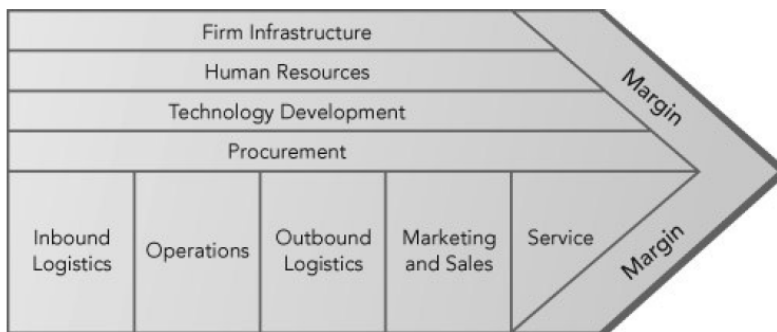 Firm Infrastructure
Human Resources
Technology Development
Procurement
Margin
Inbound
Logistics
Operations
Outbound
Logistics
Marketing
and Sales
Service
Margin